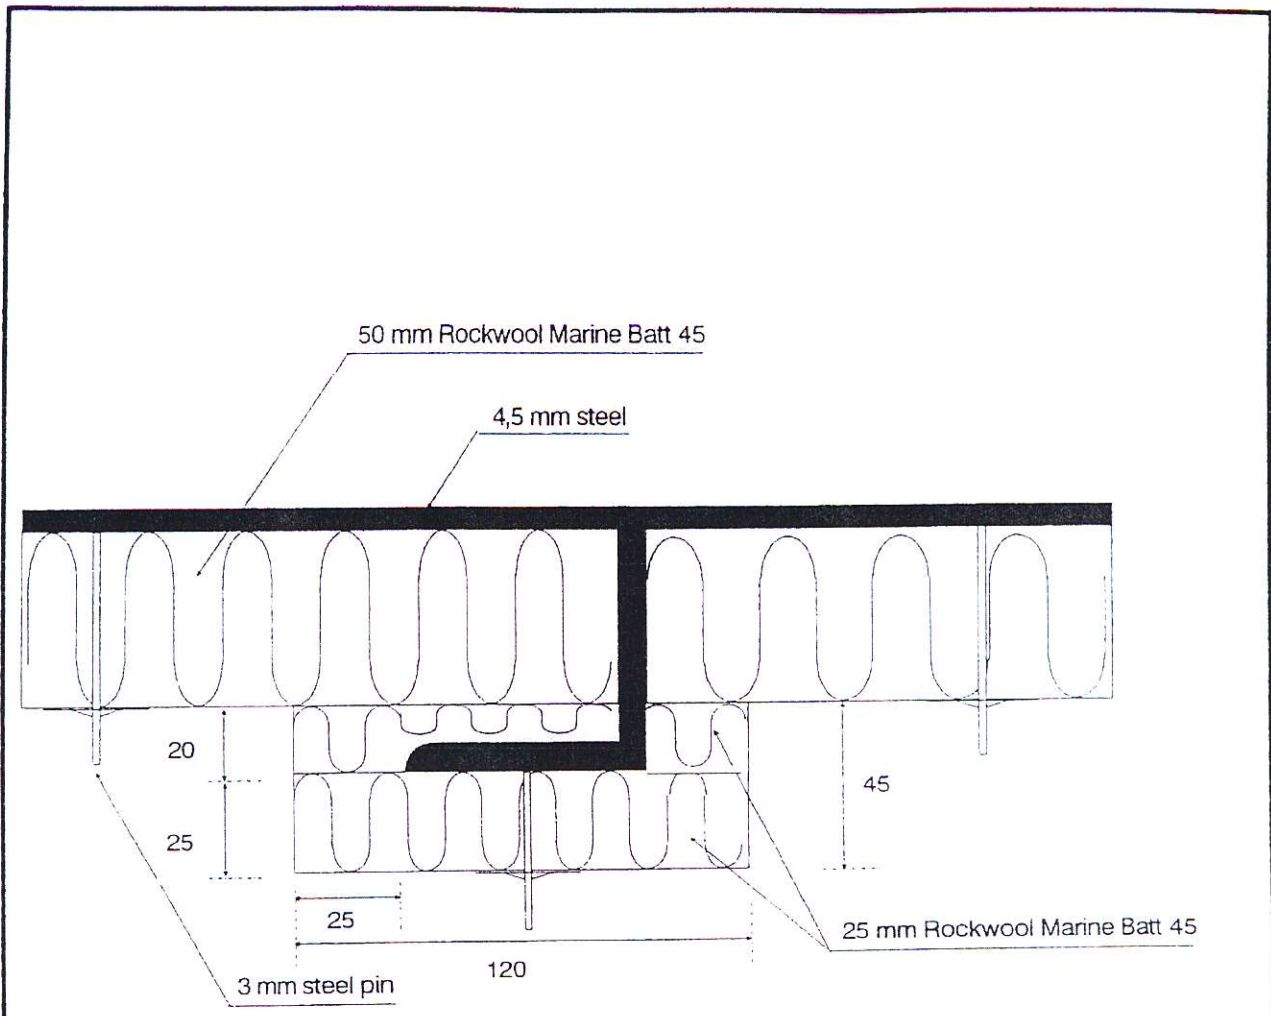 50 mm Rockwool Marine Batt 45
4,5 mm steel
20
45
25
25
25 mm Rockwool Marine Batt 45
120
3 mm steel pin